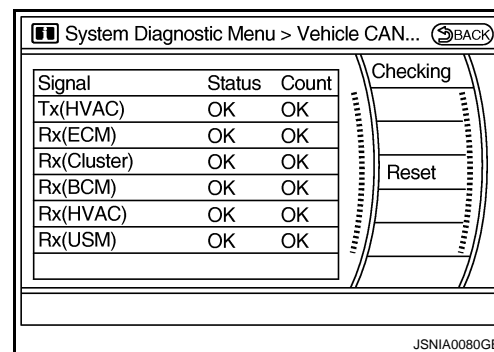 System Diagnostic Menu > Vehicle CAN... BACK
Checking
Signal Status Count
Tx(HVAC) OK OK
Rx(ECM) OK OK
Rx(Cluster) OK OK
Rx(BCM) OK OK
Rx(HVAC) OK OK
Rx(USM) OK OK
Reset
JSNIA0080GB